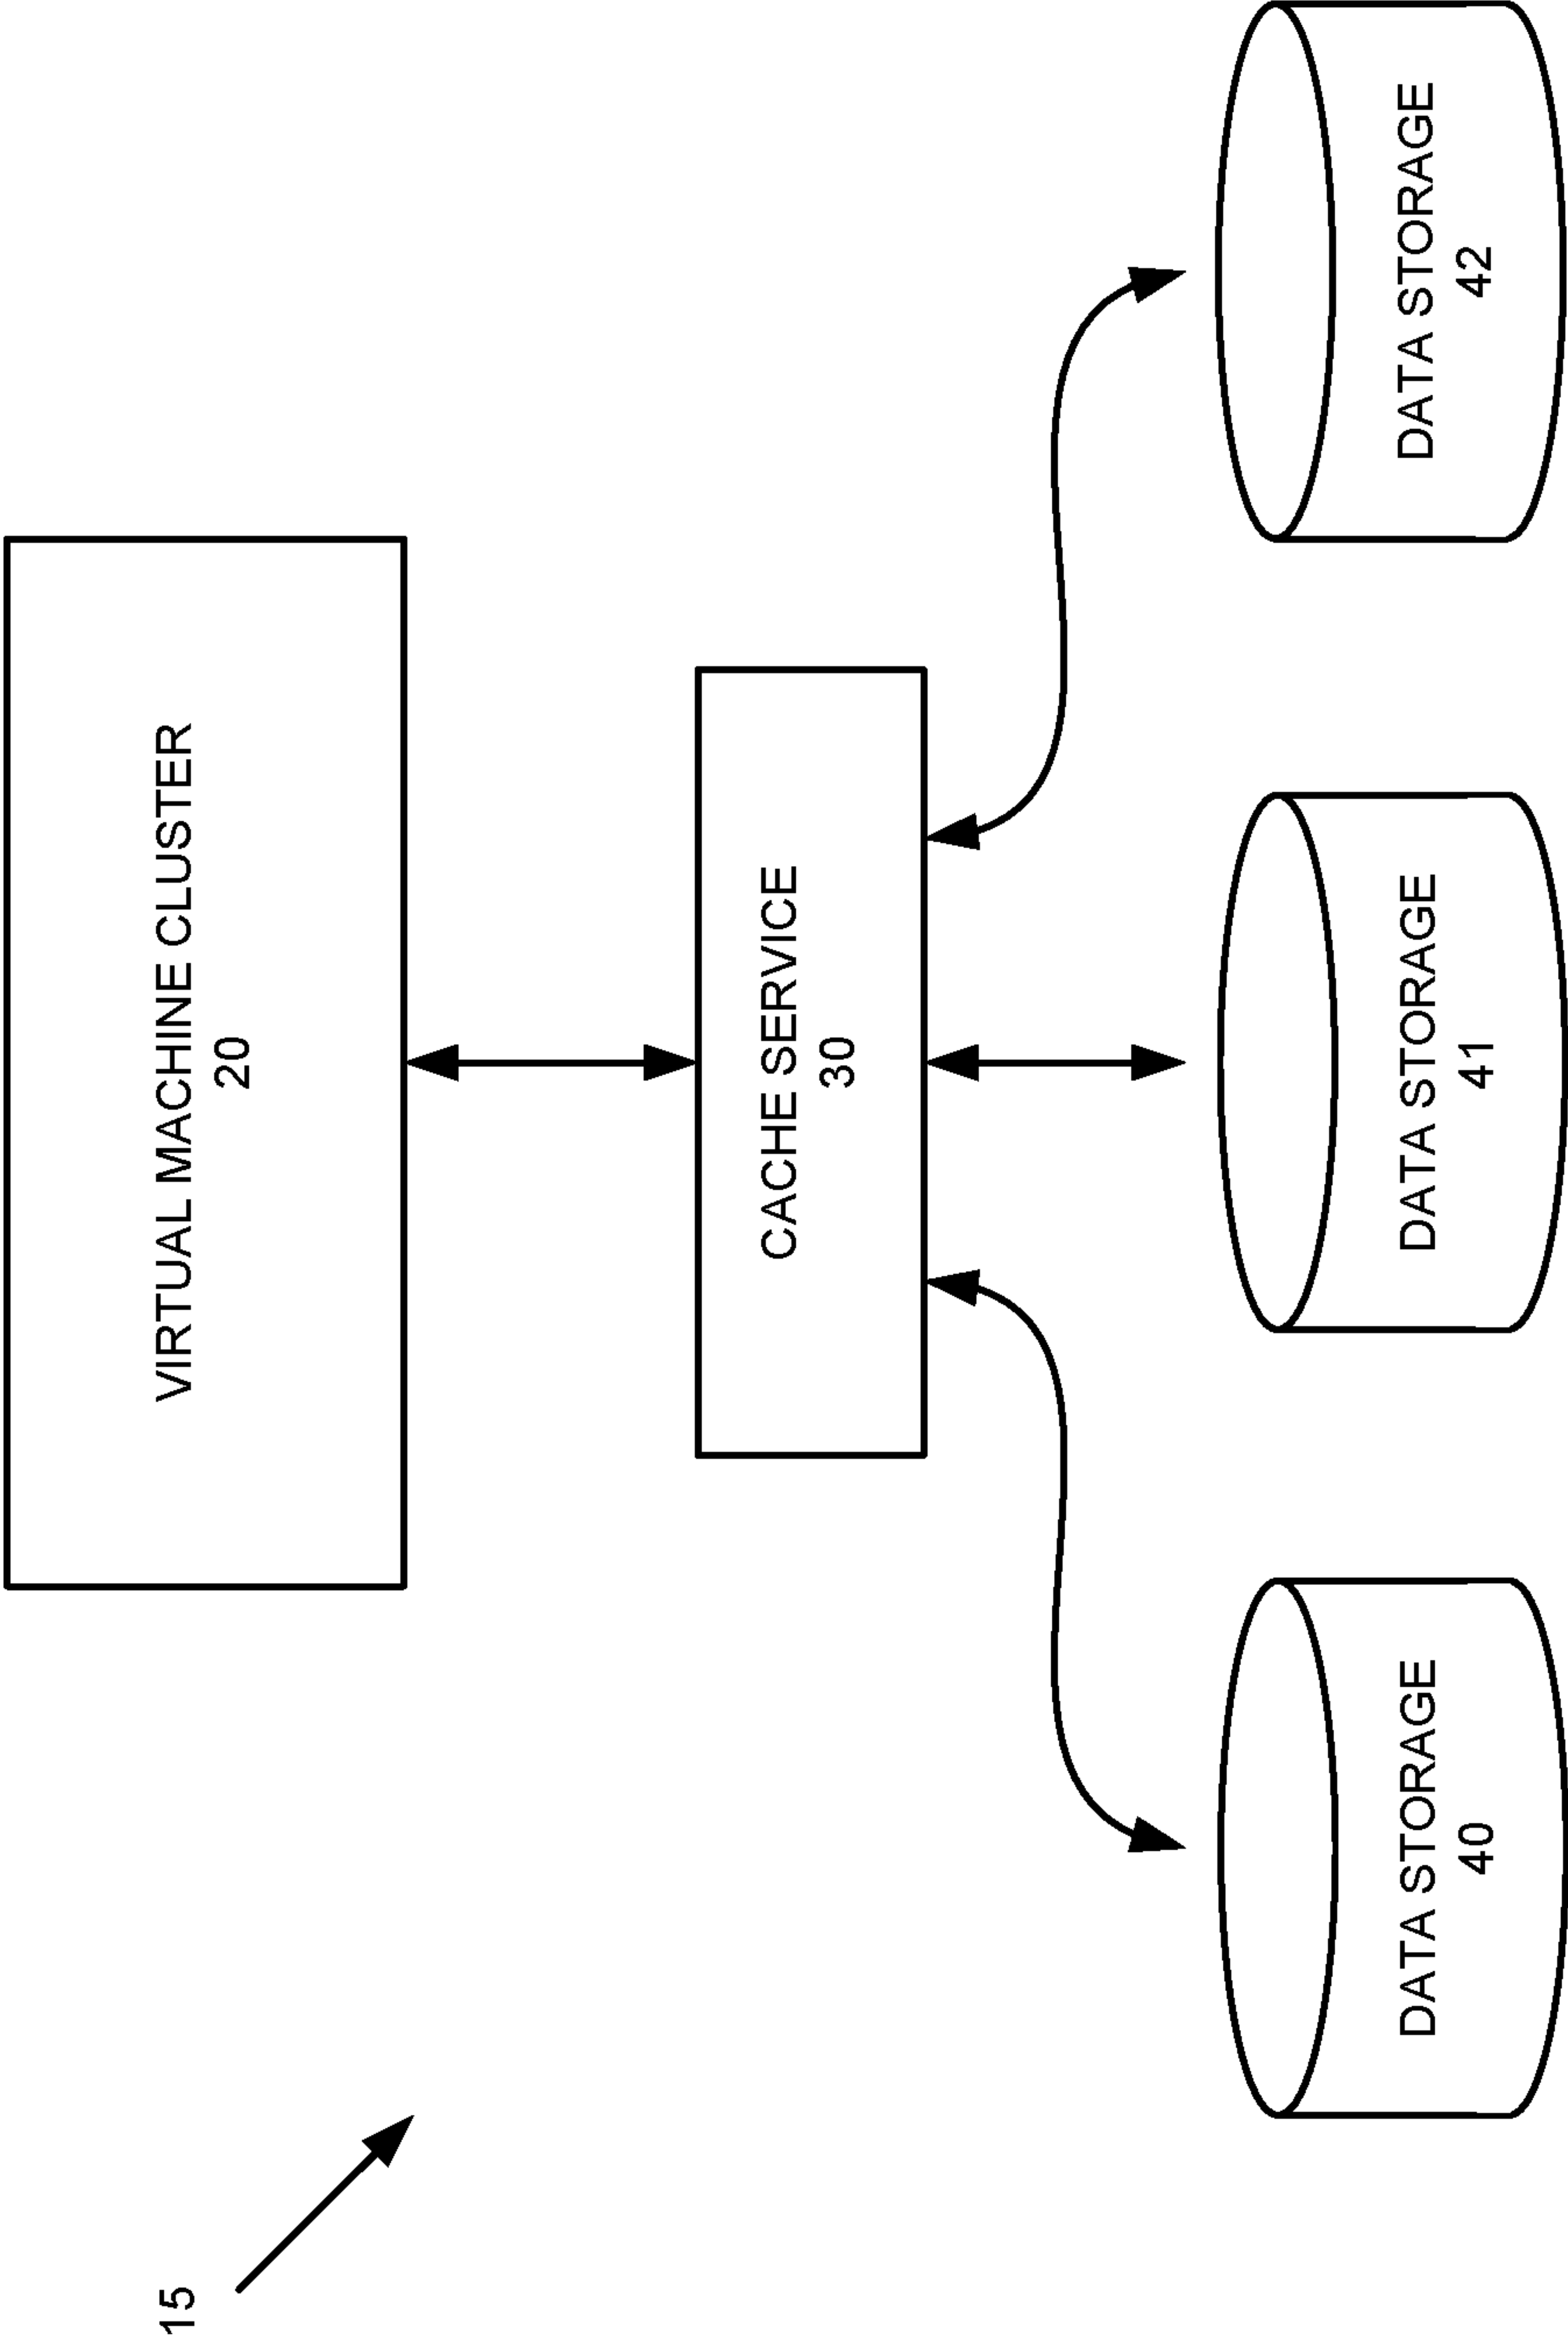 15
VIRTUAL MACHINE CLUSTER
20
CACHE SERVICE
30
DATA STORAGE
40
DATA STORAGE
41
DATA STORAGE
42